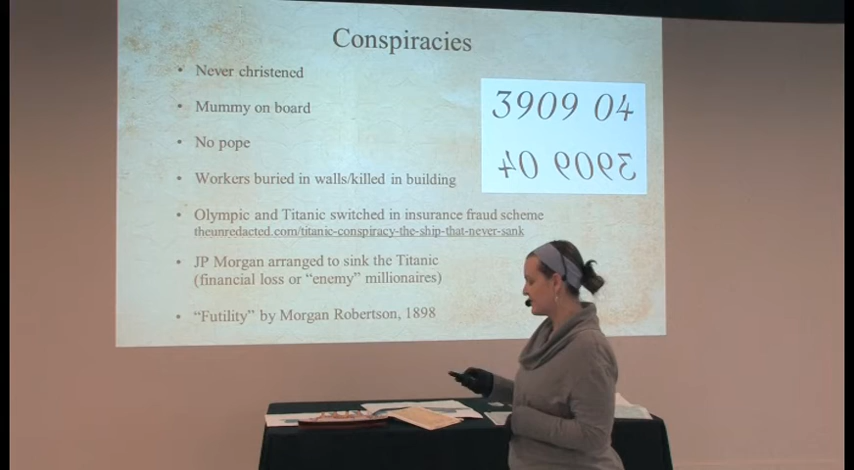 Conspiracies
• Never christened
• Mummy on board
• No pope
• Workers buried in walls/killed in building
• Olympic and Titanic switched in insurance fraud scheme
theunredacted.com/titanic-conspiracy-the-ship-that-never-sank
• JP Morgan arranged to sink the Titanic
(financial loss or “enemy” millionaires)
• “Futility” by Morgan Robertson, 1898
3909 04
3909 04